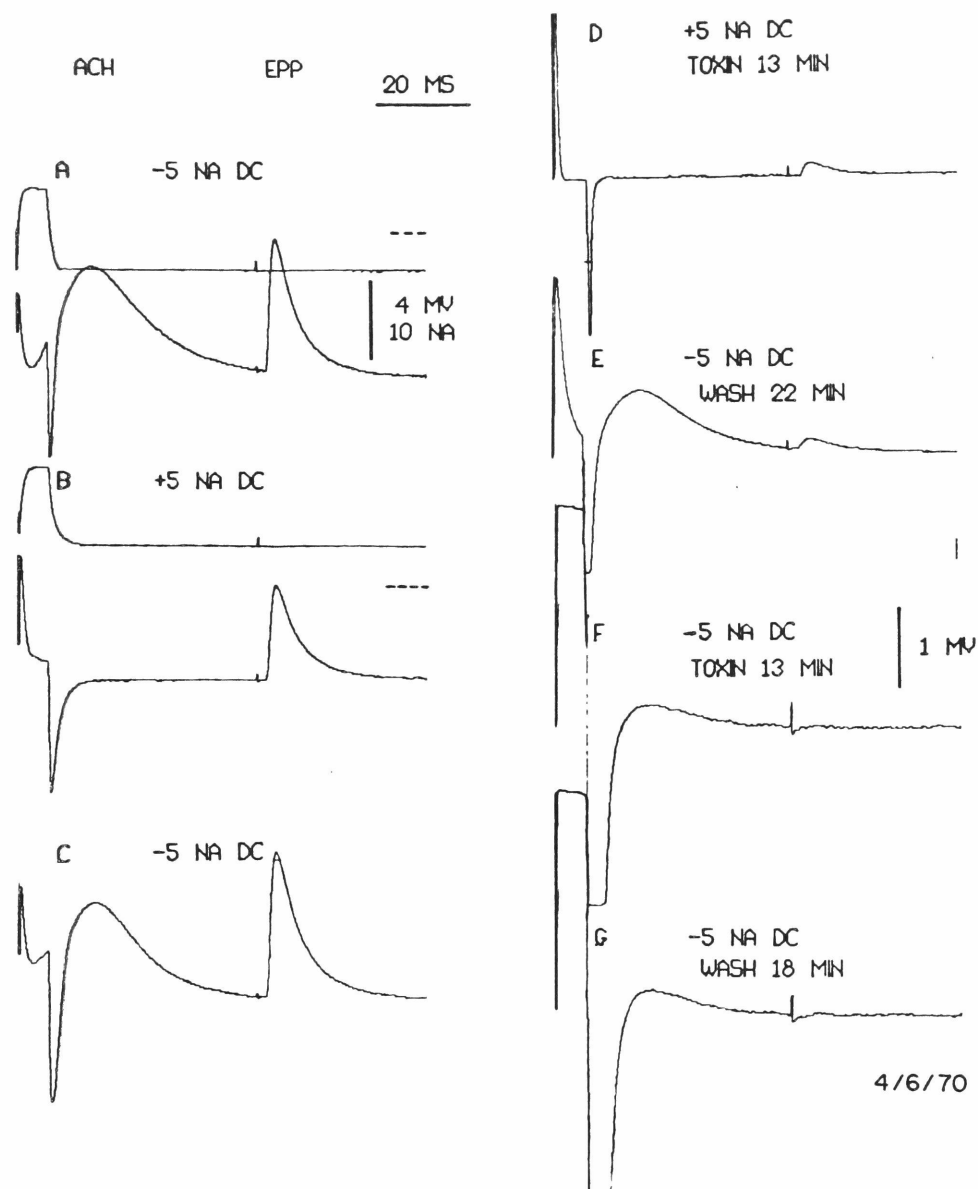 ACH EPP
20 MS
A -5 NA DC
4 MV
10 NA
B +5 NA DC
C -5 NA DC
D +5 NA DC
TOXIN 13 MIN
E -5 NA DC
WASH 22 MIN
F -5 NA DC
TOXIN 13 MIN
1 MV
G -5 NA DC
WASH 18 MIN
4/6/70